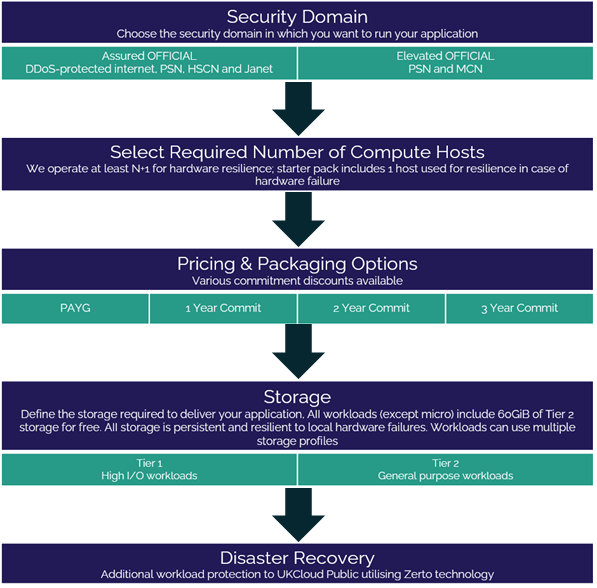 Security Domain
Choose the security domain in which you want to run your application
Assured OFFICIAL
DDoS-protected internet, PSN, HSCN and Janet
Elevated OFFICIAL
PSN and MCN
Select Required Number of Compute Hosts
We operate at least N+1 for hardware resilience; starter pack includes 1 host used for resilience in case of
hardware failure
Pricing & Packaging Options
Various commitment discounts available
PAYG
1 Year Commit
2 Year Commit
3 Year Commit
Storage
Define the storage required to deliver your application, All workloads (except micro) include 60GiB of Tier 2
storage for free. All storage is persistent and resilient to local hardware failures. Workloads can use multiple
storage profiles
Tier 1
High I/O workloads
Tier 2
General purpose workloads
Disaster Recovery
Additional workload protection to UKCloud Public utilising Zerto technology